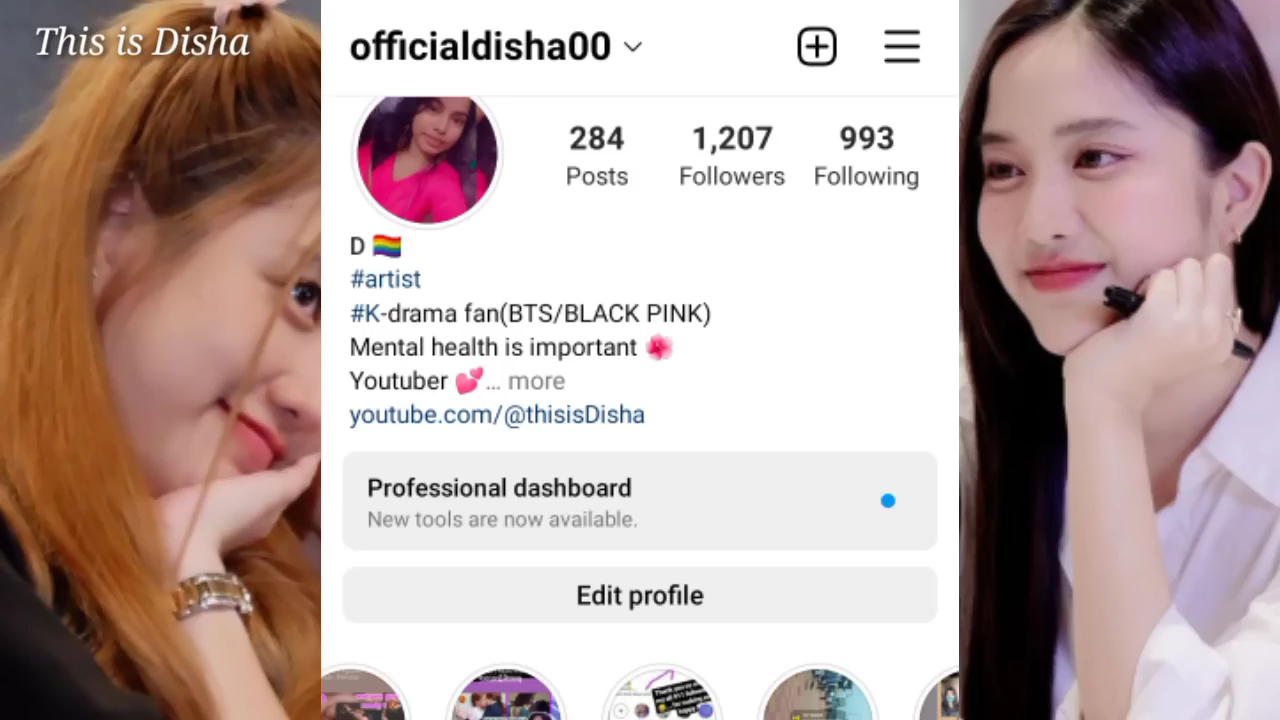 This is Disha
officialdisha00
284 1,207 993
Posts Followers Following
D 🏳️‍🌈
#artist
#K-drama fan(BTS/BLACK PINK)
Mental health is important 🌺
Youtuber 💕... more
youtube.com/@thisisDisha
Professional dashboard
New tools are now available.
Edit profile